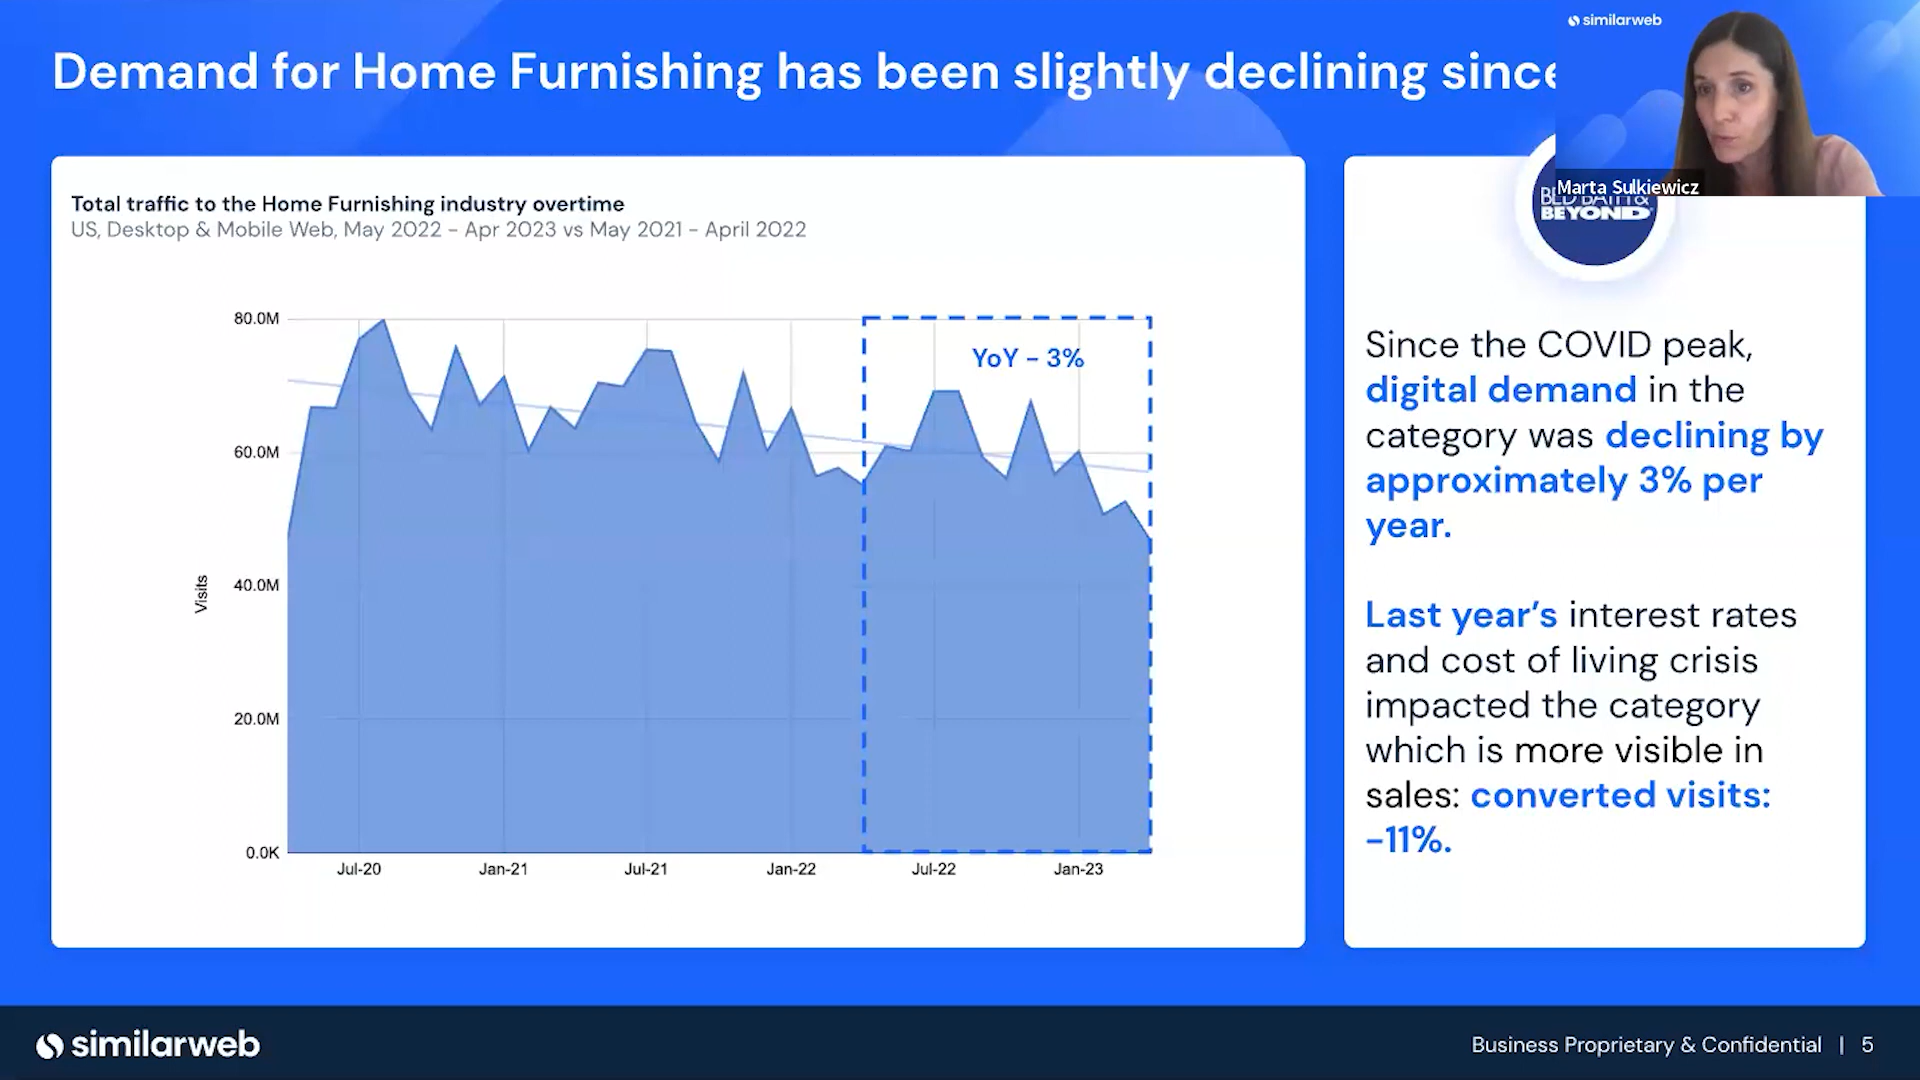 similarweb
Demand for Home Furnishing has been slightly declining since
Marta Sulkiewicz
BED BATH &
BEYOND
Total traffic to the Home Furnishing industry overtime
US, Desktop & Mobile Web, May 2022 - Apr 2023 vs May 2021 - April 2022
80.0M
60.0M
40.0M
20.0M
0.0K
Visits
YoY - 3%
Jul-20
Jan-21
Jul-21
Jan-22
Jul-22
Jan-23
Since the COVID peak,
digital demand in the
category was declining by
approximately 3% per
year.
Last year's interest rates
and cost of living crisis
impacted the category
which is more visible in
sales: converted visits:
-11%.
similarweb
Business Proprietary & Confidential | 5